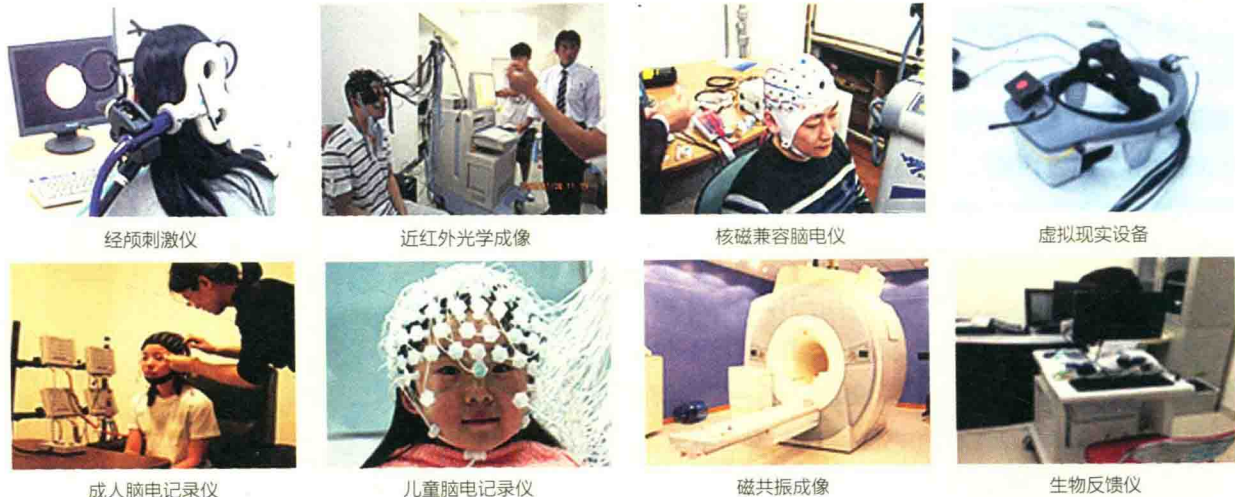 经颅刺激仪
近红外光学成像
核磁兼容脑电仪
虚拟现实设备
成人脑电记录仪
儿童脑电记录仪
磁共振成像
生物反馈仪